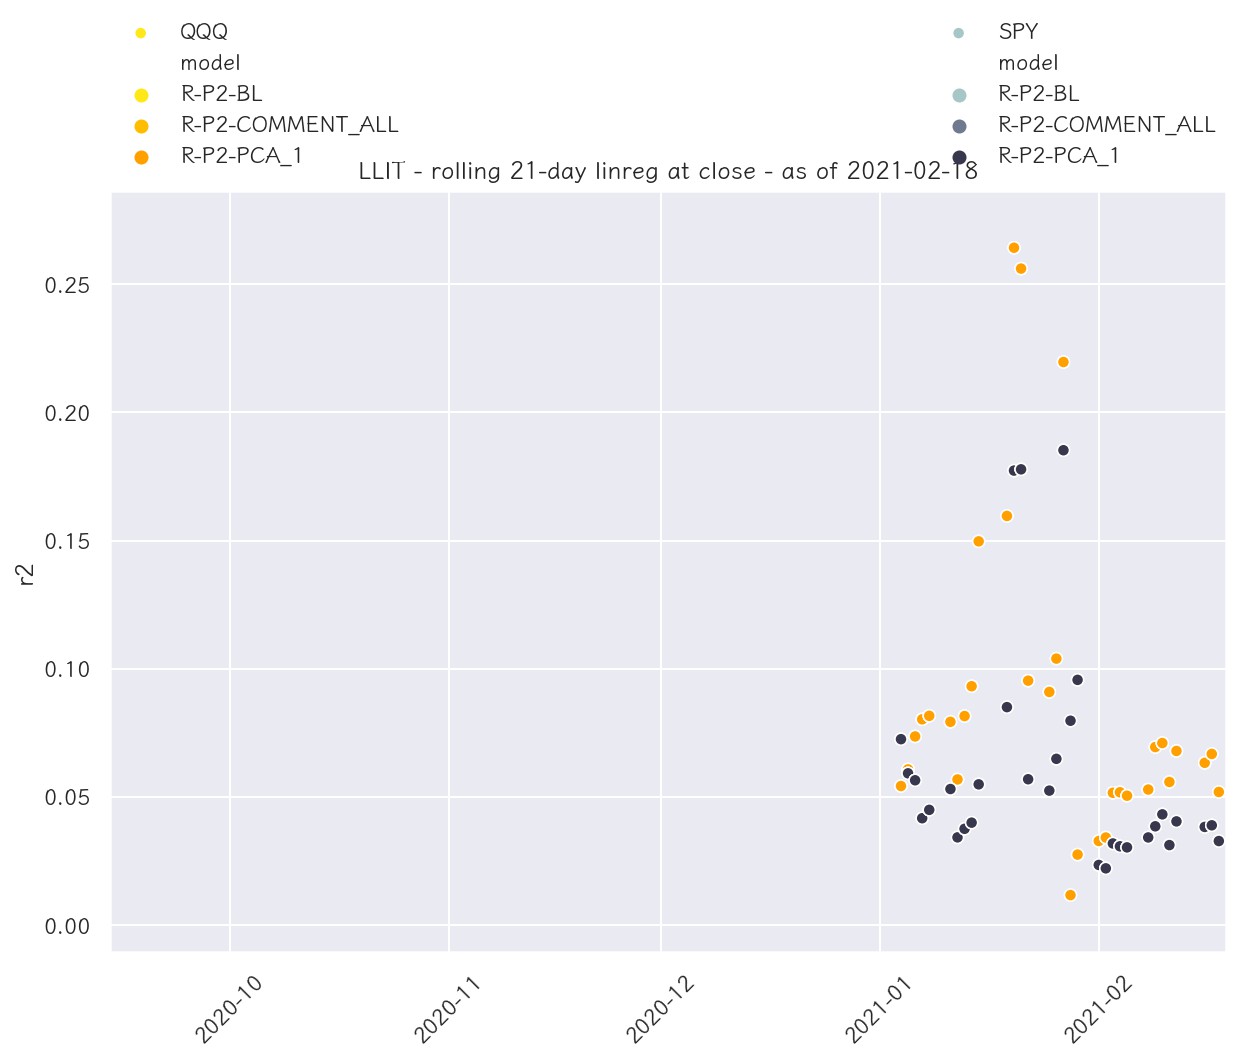 QQQ
model
R-P2-BL
R-P2-COMMENT_ALL
R-P2-PCA_1
SPY
model
R-P2-BL
R-P2-COMMENT_ALL
R-P2-PCA_1
LLIT - rolling 21-day linreg at close - as of 2021-02-18
0.25
0.20
0.15
0.10
0.05
0.00
r2
2020-10
2020-11
2020-12
2021-01
2021-02